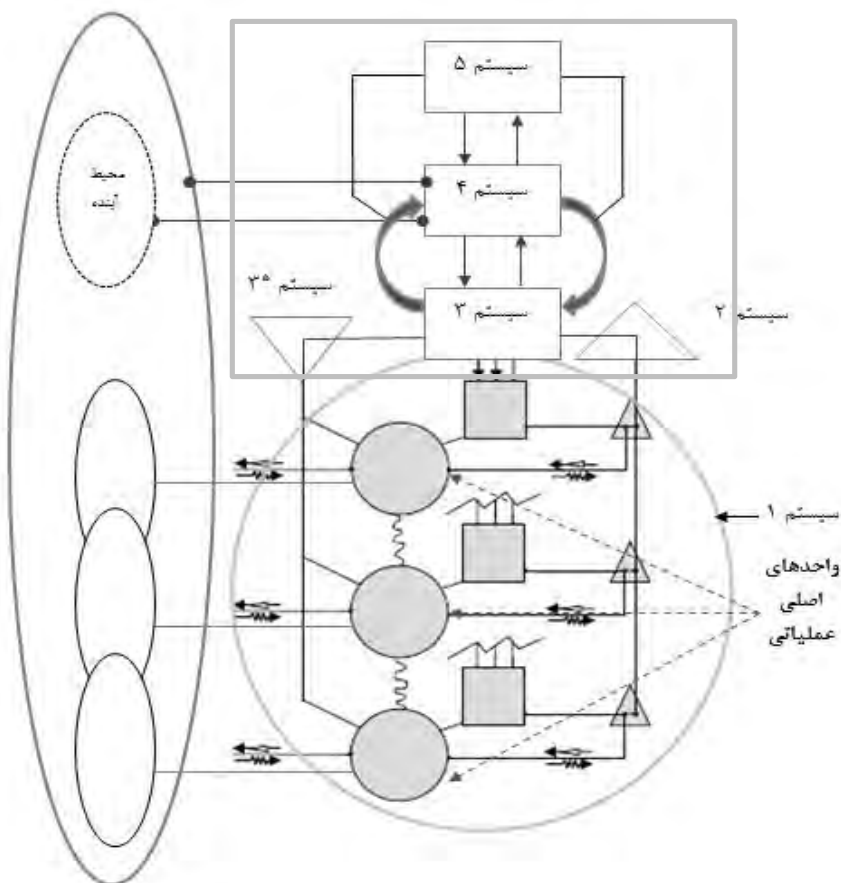 سیستم ۵
محیط
آینده
سیستم ۴
سیستم ۳*
سیستم ۳
سیستم ۲
سیستم ۱
واحدهای
اصلی
عملیاتی